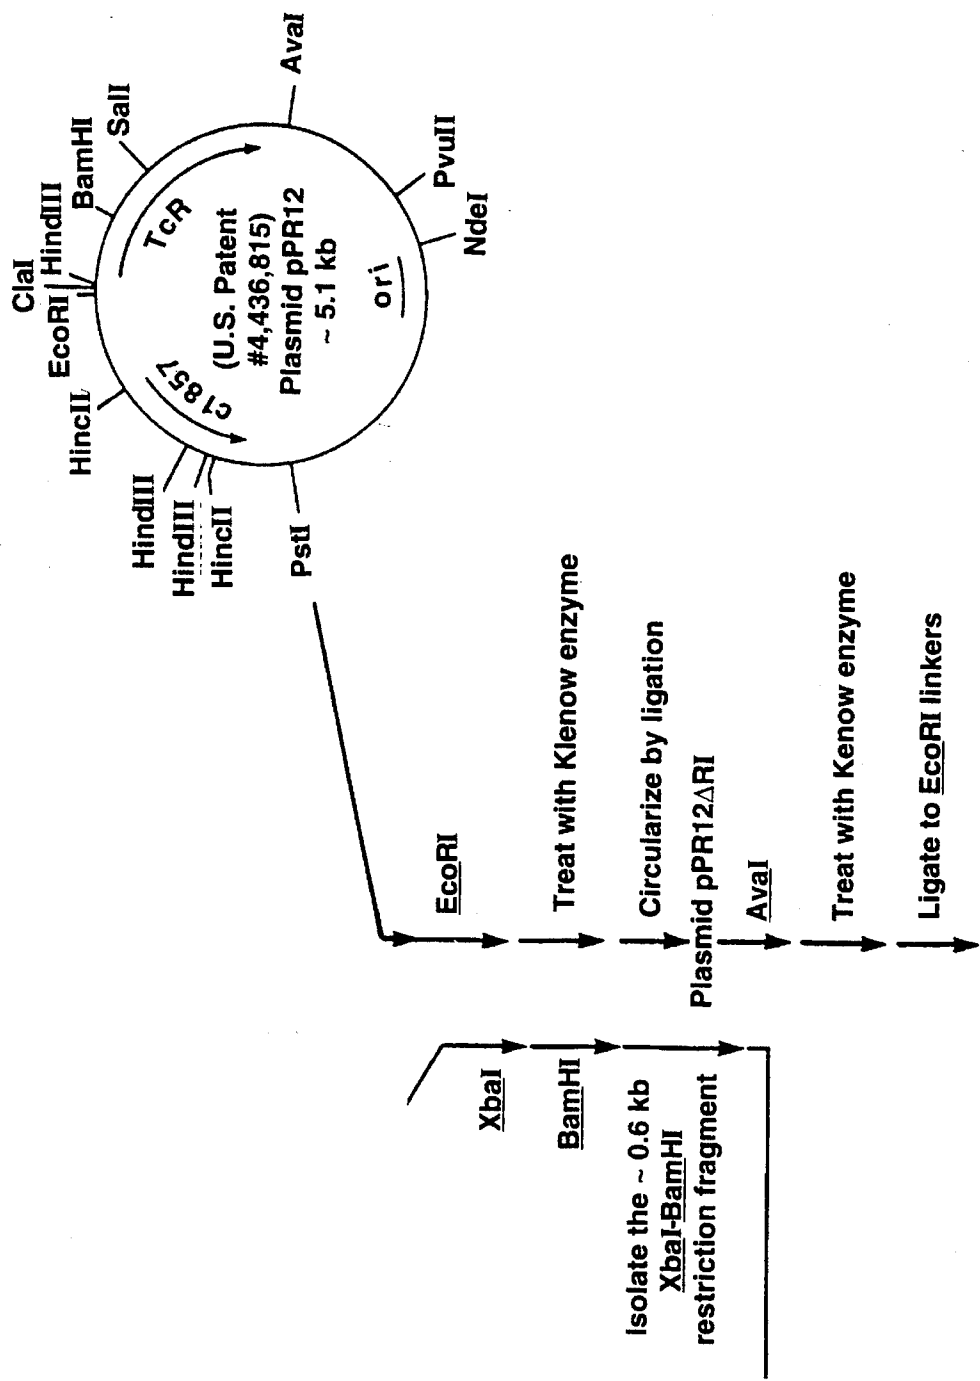 ClaI
EcoRI
HindIII
BamHI
SalI
AvaI
PvuII
NdeI
HincII
HindIII
HindIII
HincII
PstI
TcR
c1857
(U.S. Patent
#4,436,815)
Plasmid pPR12
~ 5.1 kb
ori
EcoRI
Treat with Klenow enzyme
Circularize by ligation
Plasmid pPR12ΔRI
AvaI
Treat with Kenow enzyme
Ligate to EcoRI linkers
XbaI
BamHI
Isolate the ~ 0.6 kb
XbaI-BamHI
restriction fragment